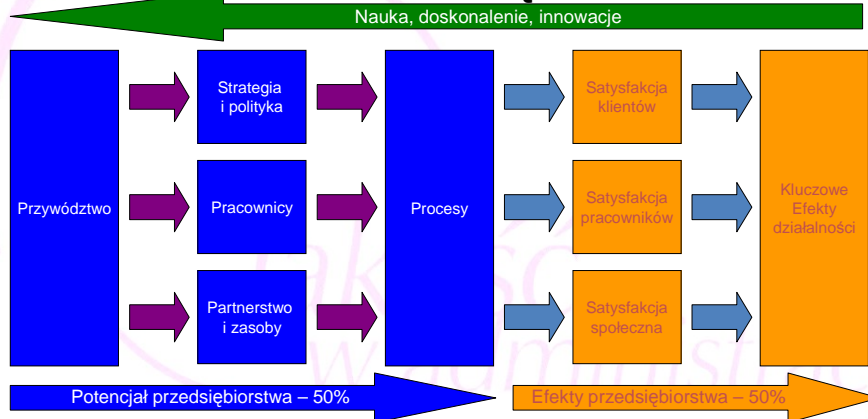 Nauka, doskonalenie, innowacje
Przywództwo
Strategia
i polityka
Pracownicy
Partnerstwo
i zasoby
Procesy
Satysfakcja
klientów
Satysfakcja
pracowników
Satysfakcja
społeczna
Kluczowe
Efekty
działalności
Potencjał przedsiębiorstwa – 50%
Efekty przedsiębiorstwa – 50%